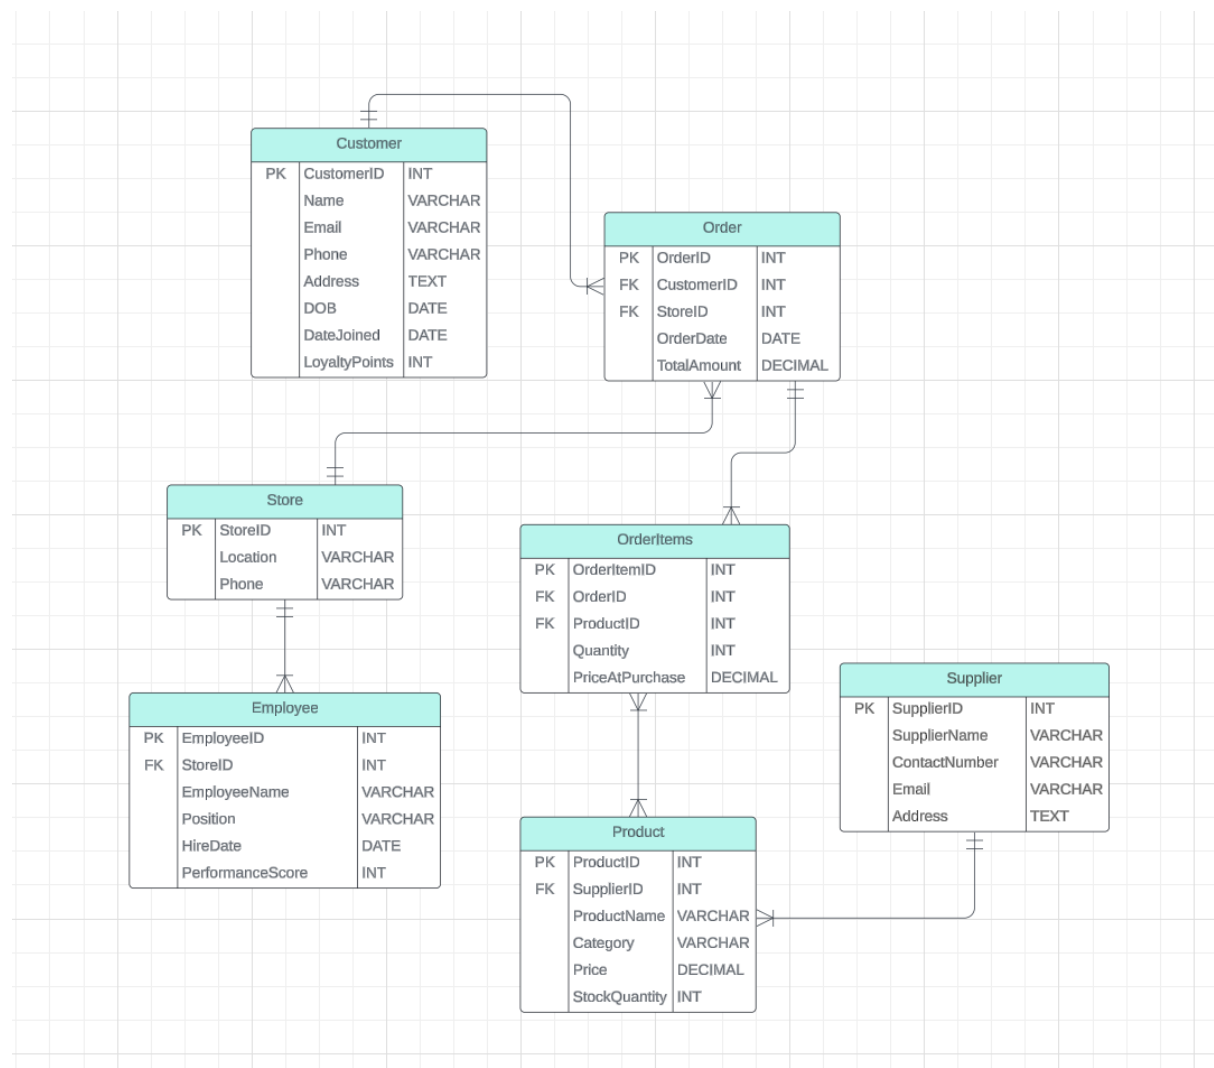 Customer
PK CustomerID INT
Name VARCHAR
Email VARCHAR
Phone VARCHAR
Address TEXT
DOB DATE
DateJoined DATE
LoyaltyPoints INT
Order
PK OrderID INT
FK CustomerID INT
FK StoreID INT
OrderDate DATE
TotalAmount DECIMAL
Store
PK StoreID INT
Location VARCHAR
Phone VARCHAR
OrderItems
PK OrderItemID INT
FK OrderID INT
FK ProductID INT
Quantity INT
PriceAtPurchase DECIMAL
Supplier
PK SupplierID INT
SupplierName VARCHAR
ContactNumber VARCHAR
Email VARCHAR
Address TEXT
Employee
PK EmployeeID INT
FK StoreID INT
EmployeeName VARCHAR
Position VARCHAR
HireDate DATE
PerformanceScore INT
Product
PK ProductID INT
FK SupplierID INT
ProductName VARCHAR
Category VARCHAR
Price DECIMAL
StockQuantity INT